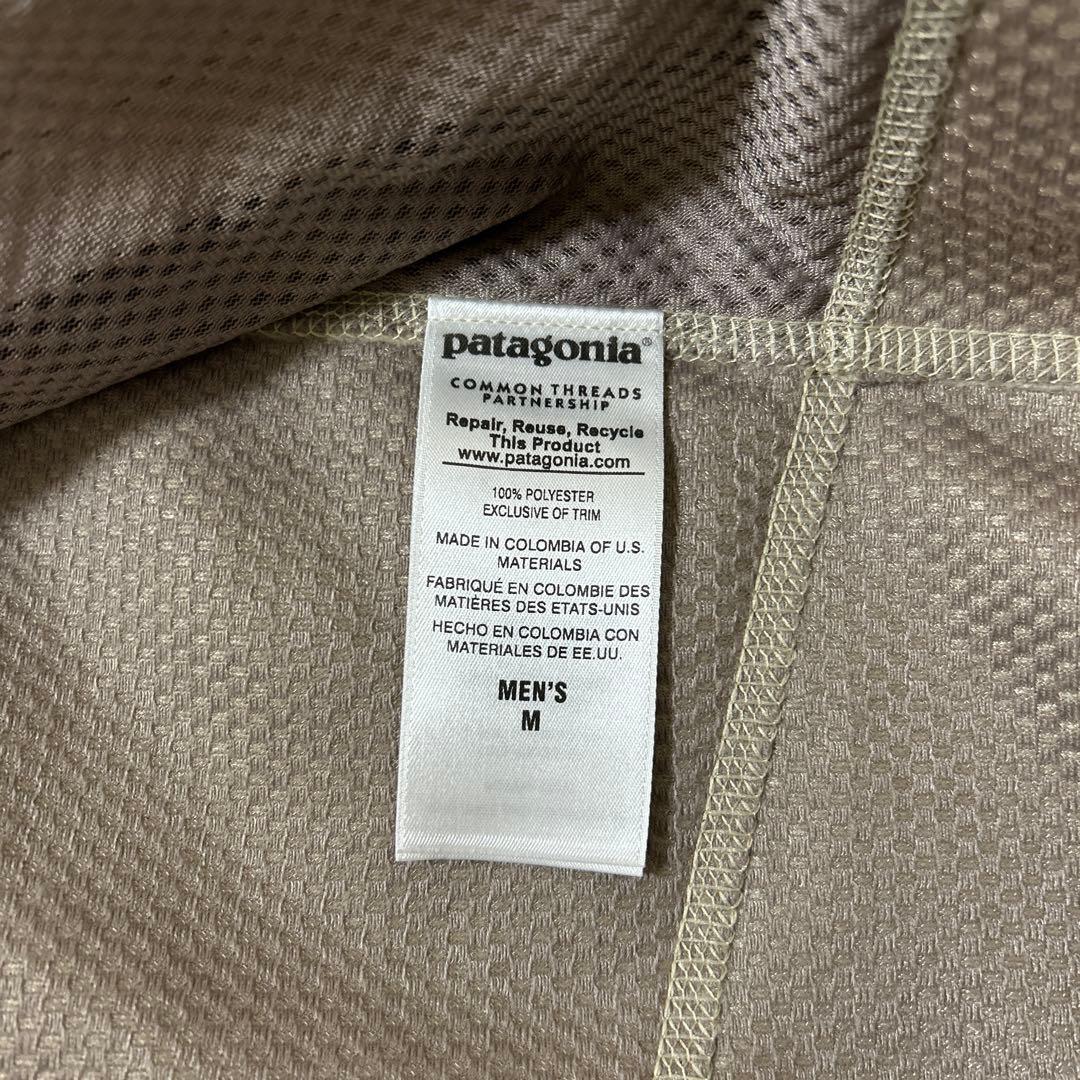 patagonia®
COMMON THREADS
PARTNERSHIP
Repair, Reuse, Recycle
This Product
www.patagonia.com
100% POLYESTER
EXCLUSIVE OF TRIM
MADE IN COLOMBIA OF U.S.
MATERIALS
FABRIQUÉ EN COLOMBIE DES
MATIÈRES DES ETATS-UNIS
HECHO EN COLOMBIA CON
MATERIALES DE EE.UU.
MEN'S
M